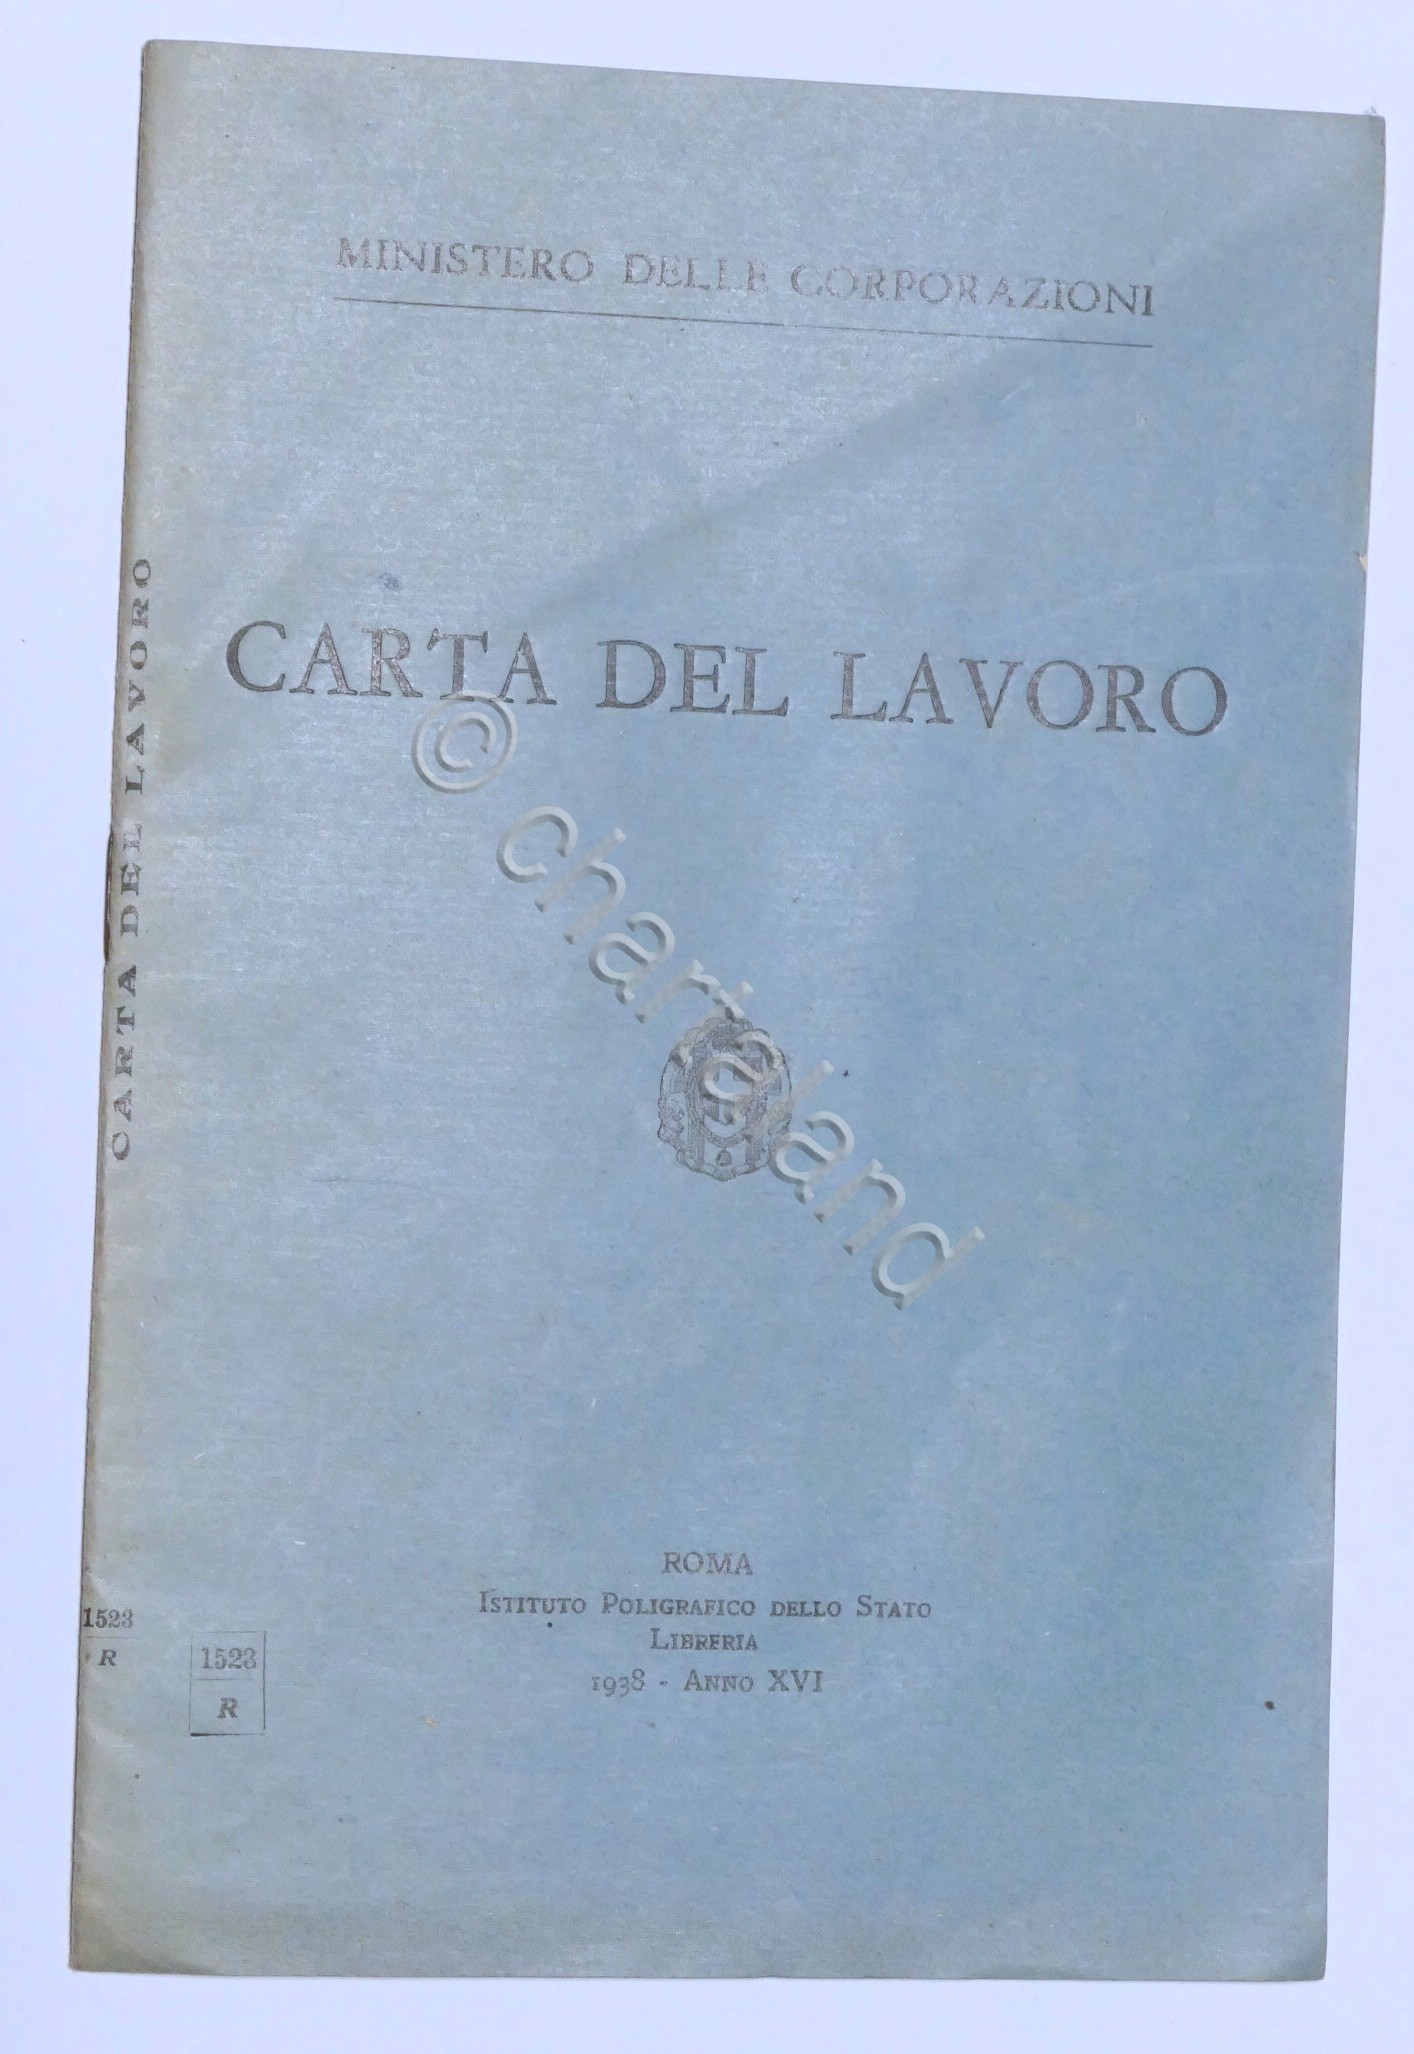 MINISTERO DELLE CORPORAZIONI
CARTA DEL LAVORO
CARTA DEL LAVORO
© chartaland
ROMA
ISTITUTO POLIGRAFICO DELLO STATO
LIBRERIA
1938 - ANNO XVI
1523
R
1523
R